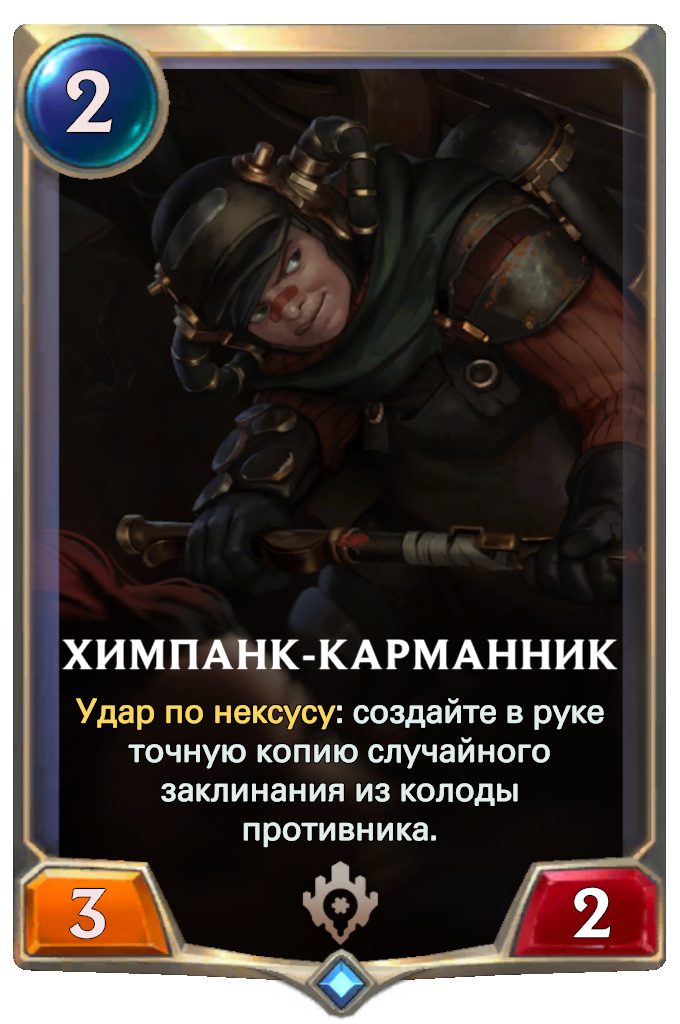 2
ХИМПАНК-КАРМАННИК
Удар по нексусу: создайте в руке
точную копию случайного
заклинания из колоды
противника.
3
2